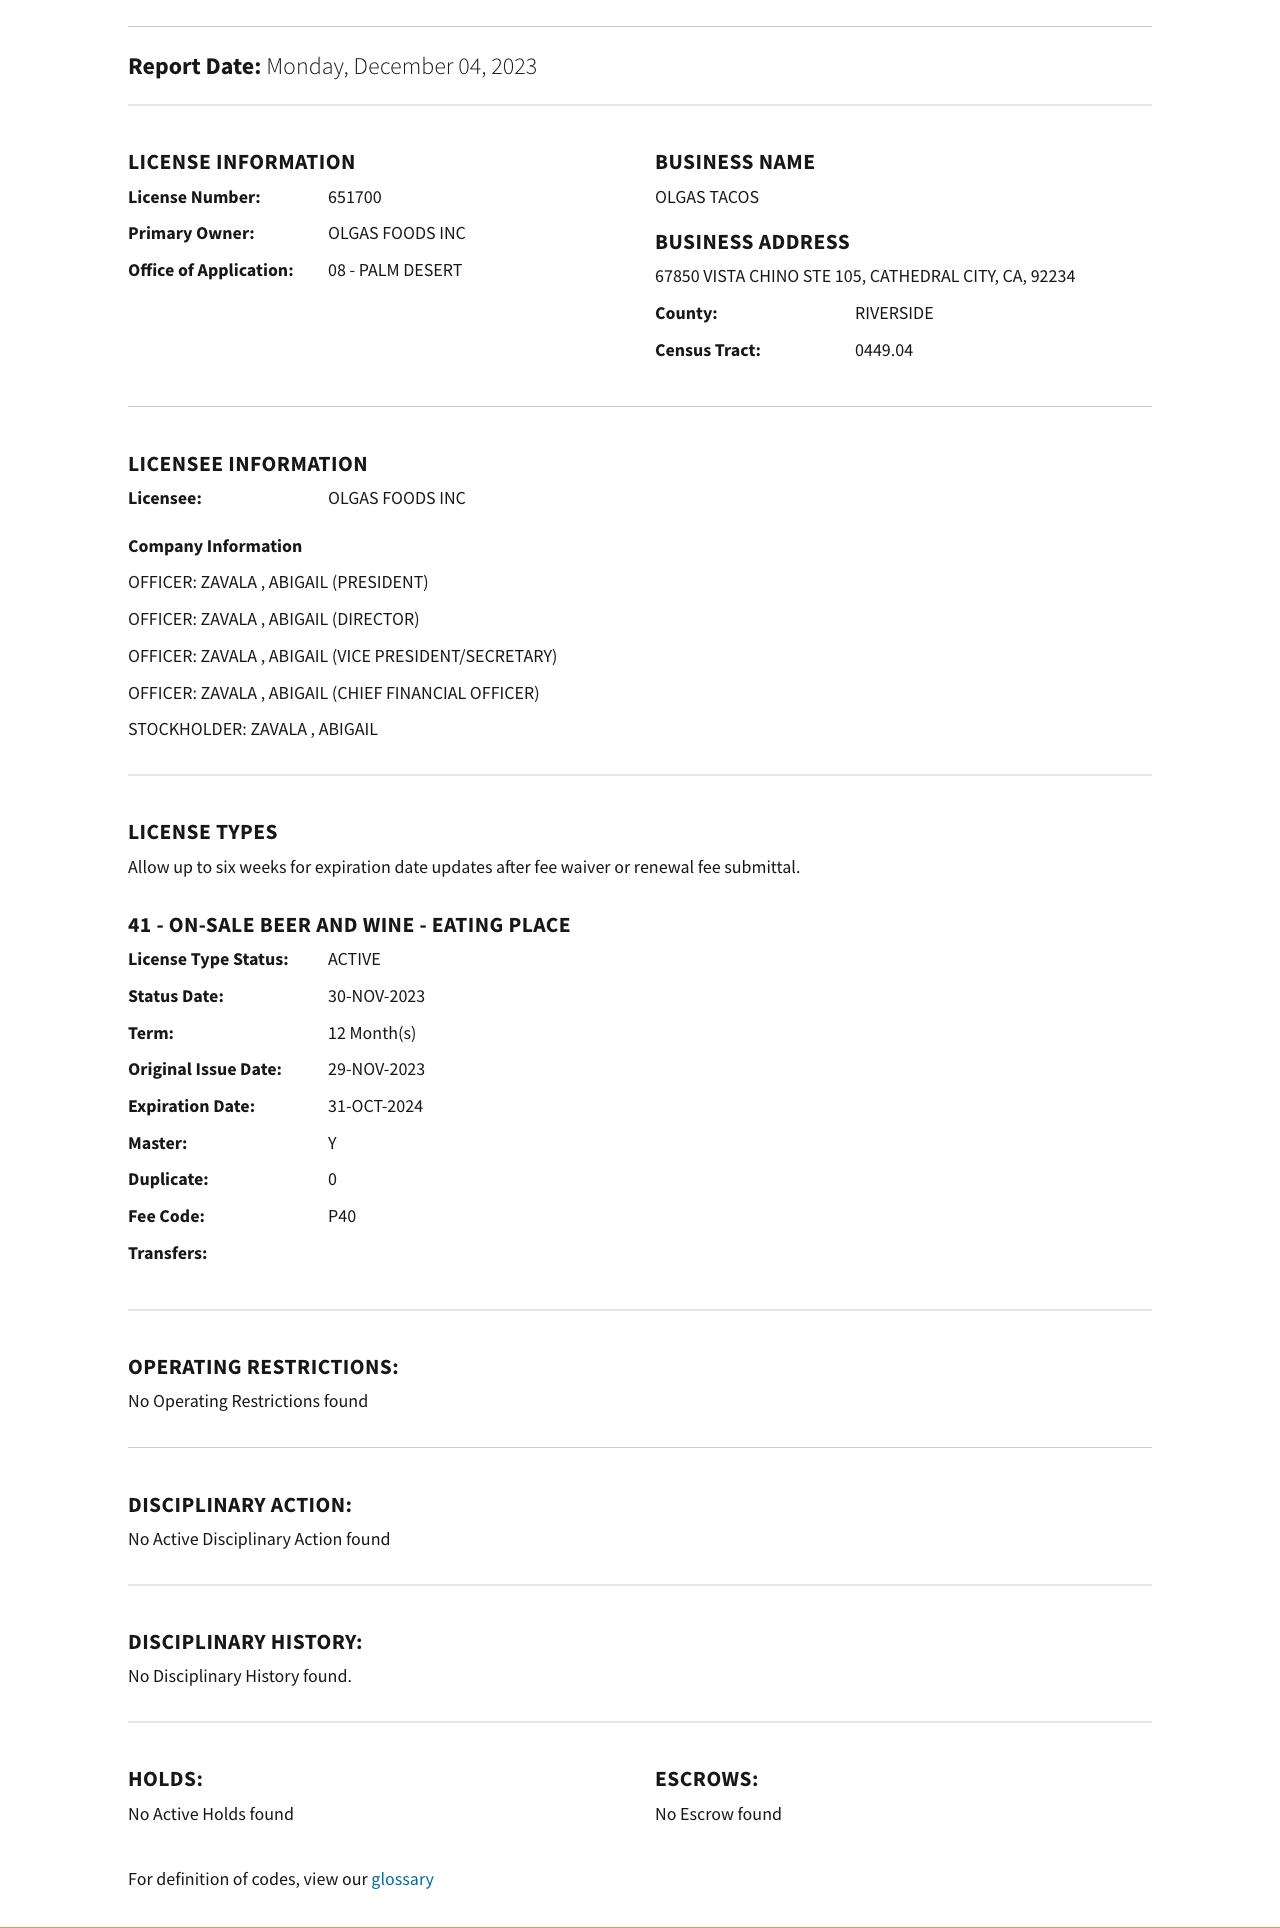 Report Date: Monday, December 04, 2023
LICENSE INFORMATION
License Number: 651700
Primary Owner: OLGAS FOODS INC
Office of Application: 08 - PALM DESERT
BUSINESS NAME
OLGAS TACOS
BUSINESS ADDRESS
67850 VISTA CHINO STE 105, CATHEDRAL CITY, CA, 92234
County: RIVERSIDE
Census Tract: 0449.04
LICENSEE INFORMATION
Licensee: OLGAS FOODS INC
Company Information
OFFICER: ZAVALA , ABIGAIL (PRESIDENT)
OFFICER: ZAVALA , ABIGAIL (DIRECTOR)
OFFICER: ZAVALA , ABIGAIL (VICE PRESIDENT/SECRETARY)
OFFICER: ZAVALA , ABIGAIL (CHIEF FINANCIAL OFFICER)
STOCKHOLDER: ZAVALA , ABIGAIL
LICENSE TYPES
Allow up to six weeks for expiration date updates after fee waiver or renewal fee submittal.
41 - ON-SALE BEER AND WINE - EATING PLACE
License Type Status: ACTIVE
Status Date: 30-NOV-2023
Term: 12 Month(s)
Original Issue Date: 29-NOV-2023
Expiration Date: 31-OCT-2024
Master: Y
Duplicate: 0
Fee Code: P40
Transfers:
OPERATING RESTRICTIONS:
No Operating Restrictions found
DISCIPLINARY ACTION:
No Active Disciplinary Action found
DISCIPLINARY HISTORY:
No Disciplinary History found.
HOLDS:
No Active Holds found
ESCROWS:
No Escrow found
For definition of codes, view our glossary